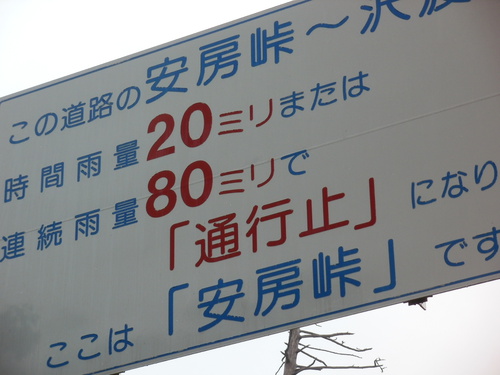 この道路の安房峠～沢渡
時間雨量20ミリまたは
連続雨量80ミリで
「通行止」になり
ここは「安房峠」です